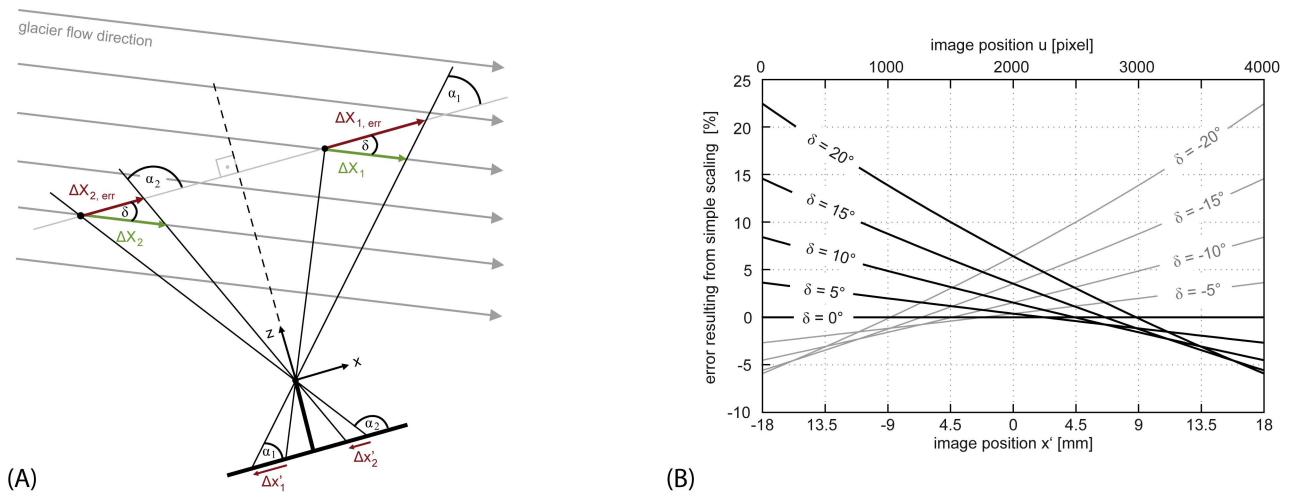 glacier flow direction
α1
ΔX1, err
δ
ΔX1
α2
ΔX2, err
δ
ΔX2
z
x
α1
α2
Δx'1
Δx'2
(A)
image position u [pixel]
0 1000 2000 3000 4000
error resulting from simple scaling [%]
25
20
15
10
5
0
-5
-10
δ = 20°
δ = 15°
δ = 10°
δ = 5°
δ = 0°
δ = -20°
δ = -15°
δ = -10°
δ = -5°
-18 13.5 -9 4.5 0 4.5 9 13.5 18
image position x‘ [mm]
(B)